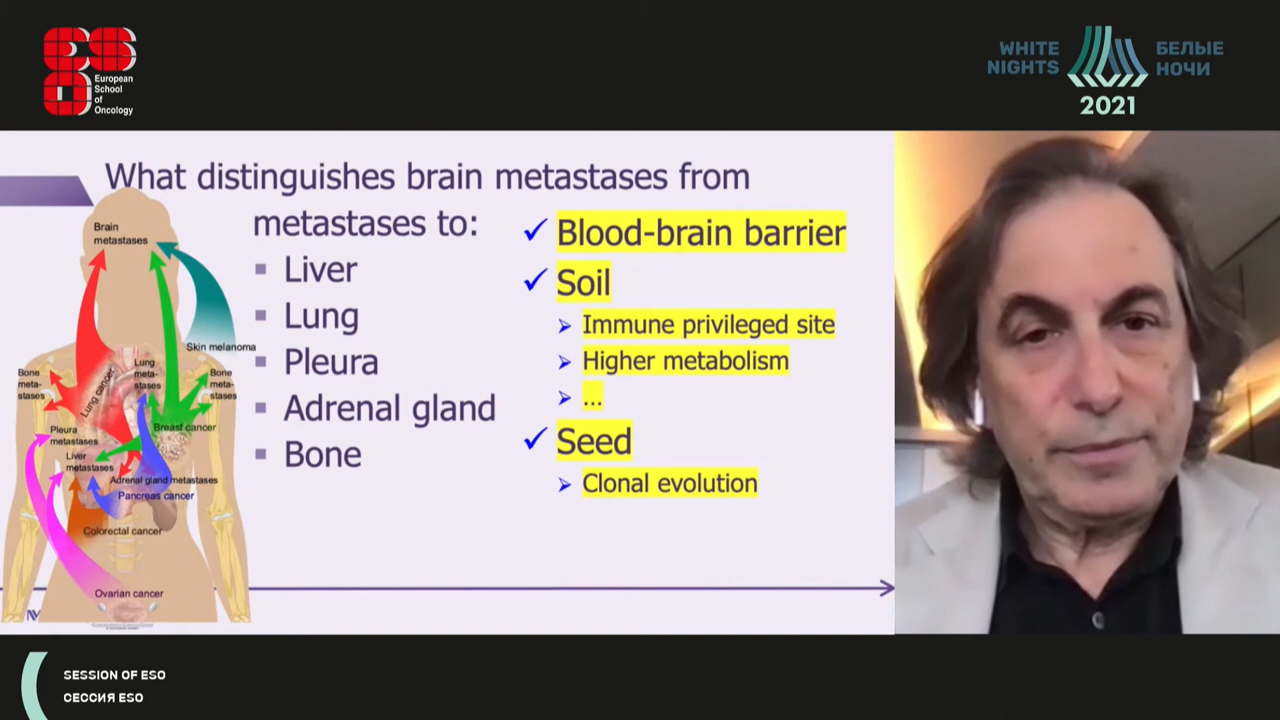 European
School
of
Oncology
WHITE
NIGHTS
БЕЛЫЕ
НОЧИ
2021
What distinguishes brain metastases from
metastases to:
Liver
Lung
Pleura
Adrenal gland
Bone
Blood-brain barrier
Soil
Immune privileged site
Higher metabolism
...
Seed
Clonal evolution
Brain
metastases
Skin melanoma
Bone
meta-
stases
Lung cancer
Lung
meta-
stases
Bone
meta-
stases
Pleura
metastases
Breast cancer
Liver
metastases
Adrenal gland metastases
Pancreas cancer
Colorectal cancer
Ovarian cancer
SESSION OF ESO
СЕССИЯ ESO